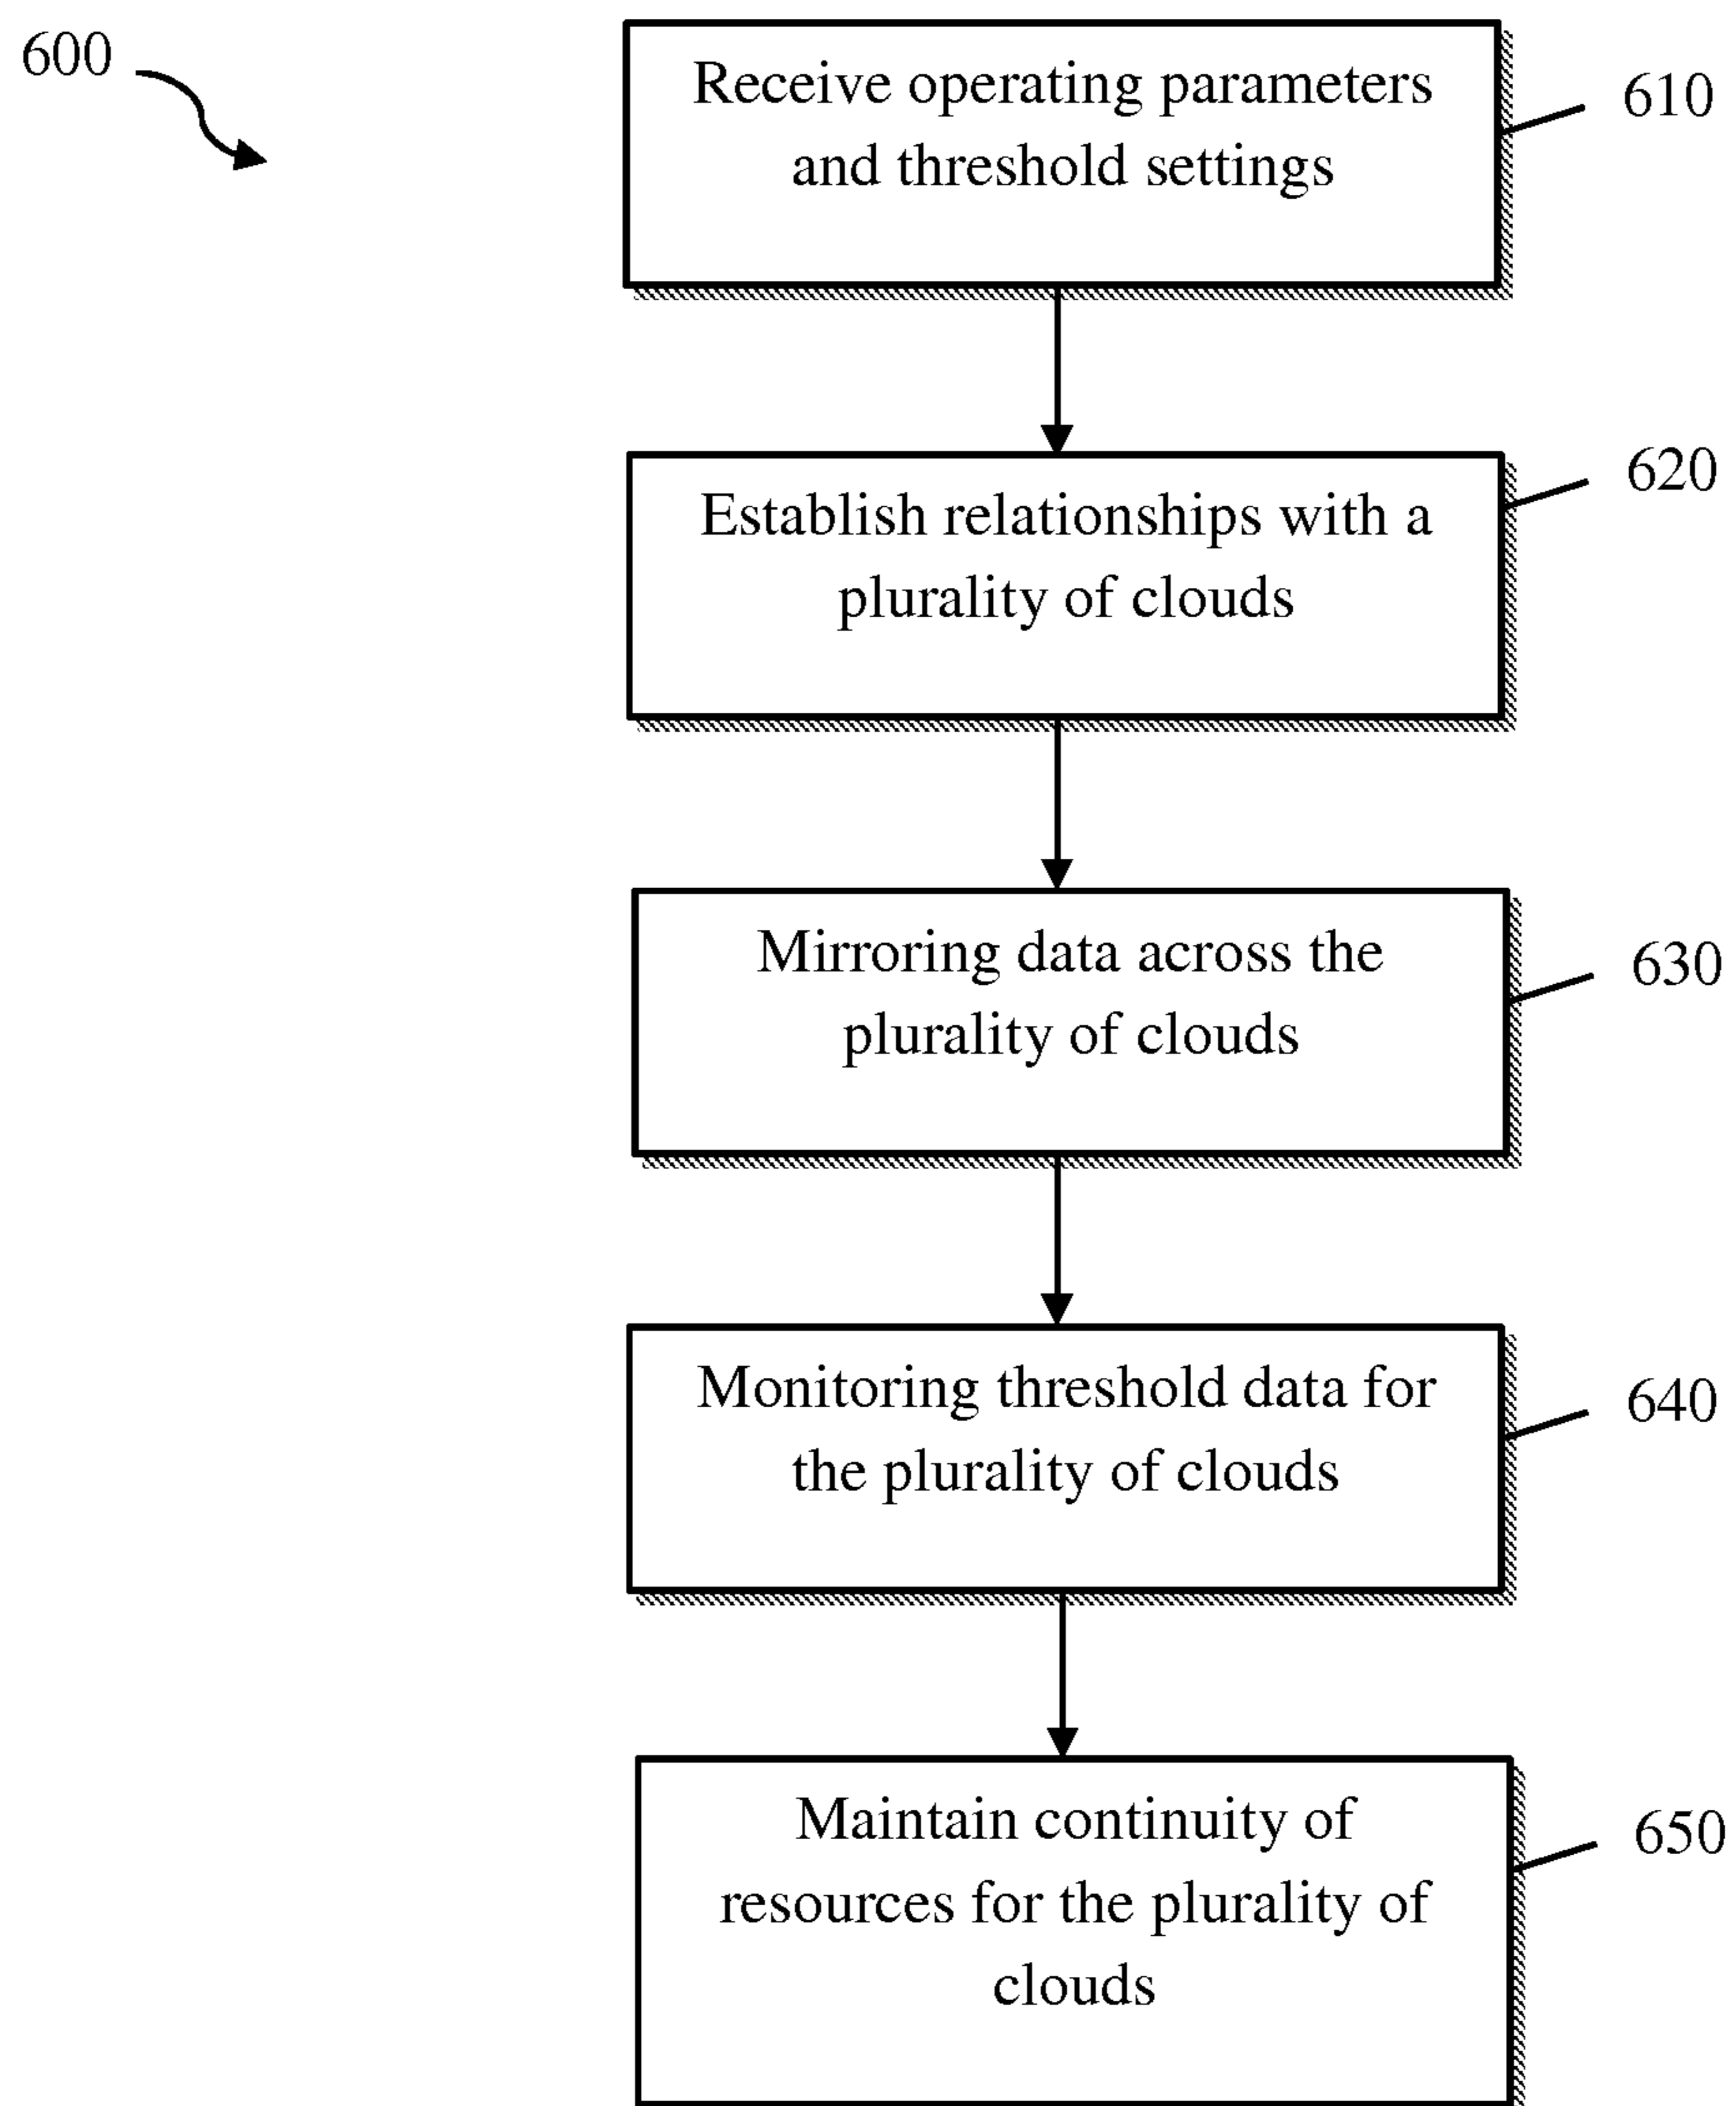 600
Receive operating parameters
and threshold settings
610
Establish relationships with a
plurality of clouds
620
Mirroring data across the
plurality of clouds
630
Monitoring threshold data for
the plurality of clouds
640
Maintain continuity of
resources for the plurality of
clouds
650